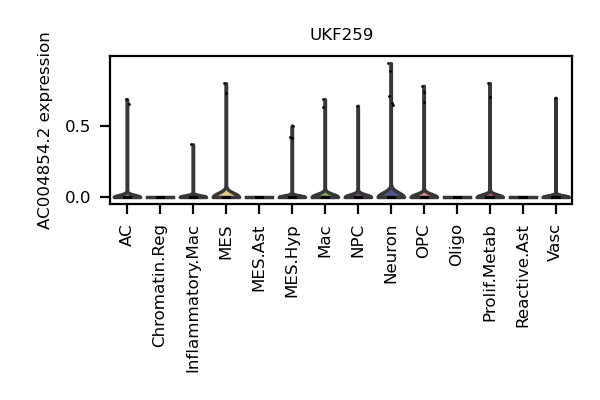 UKF259
AC004854.2 expression
0.5
0.0
AC
Chromatin.Reg
Inflammatory.Mac
MES
MES.Ast
MES.Hyp
Mac
NPC
Neuron
OPC
Oligo
Prolif.Metab
Reactive.Ast
Vasc